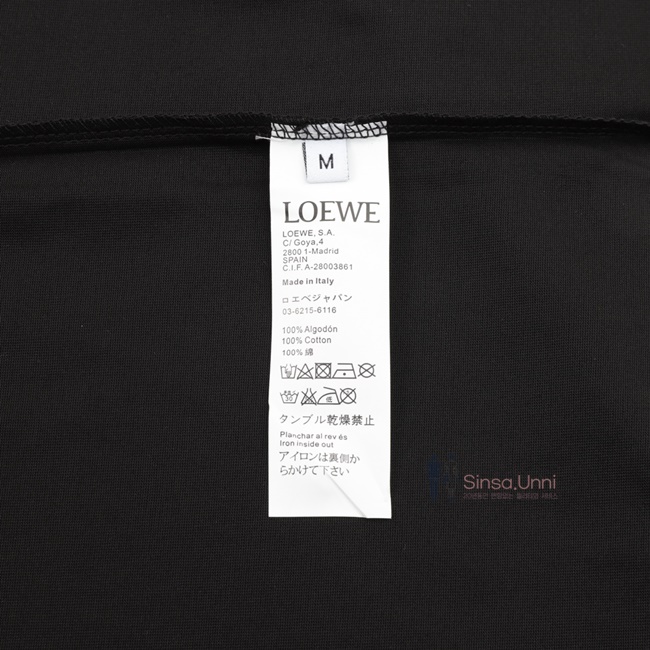 M
LOEWE
LOEWE, S.A.
C/ Goya,4
2800 1-Madrid
SPAIN
C.I.F. A-28003861
Made in Italy
ロエベジャパン
03-6215-6116
100% Algodón
100% Cotton
100% 綿
30
タンブル乾燥禁止
Planchar al rev és
Iron inside out
アイロンは裏側か
らかけて下さい
Sinsa.Unni